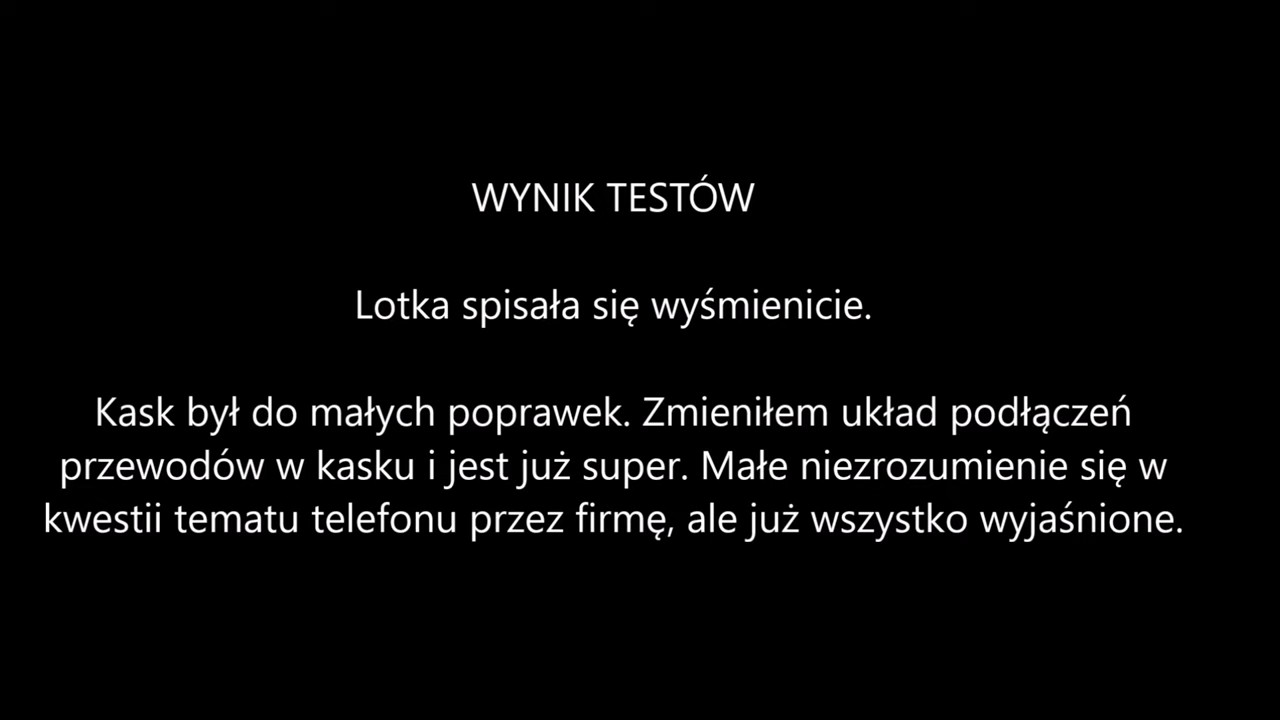 WYNIK TESTÓW
Lotka spisała się wyśmienicie.
Kask był do małych poprawek. Zmieniłem układ podłączeń
przewodów w kasku i jest już super. Małe niezrozumienie się w
kwestii tematu telefonu przez firmę, ale już wszystko wyjaśnione.